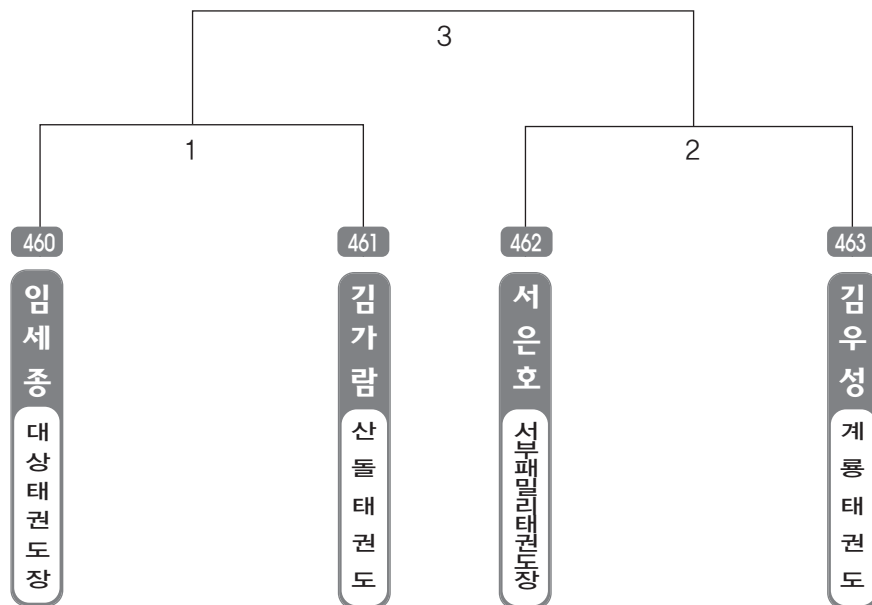 3
1
2
460
461
462
463
임세종
김가람
서은호
김우성
대상태권도장
산돌태권도
서부패밀리태권도장
계룡태권도